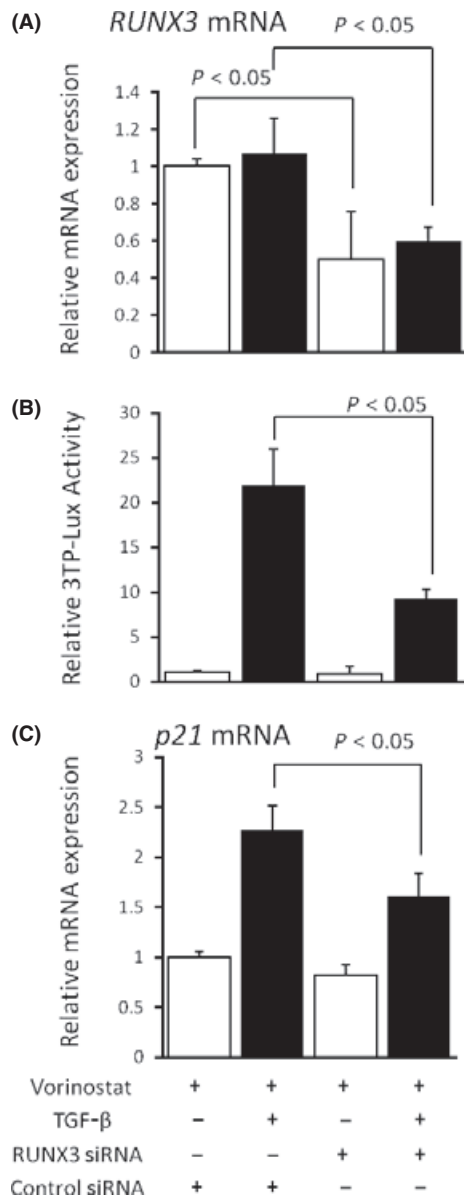 (A) RUNX3 mRNA
P < 0.05
P < 0.05
Relative mRNA expression
1.4
1.2
1
0.8
0.6
0.4
0.2
0
(B)
P < 0.05
Relative 3TP-Lux Activity
30
25
20
15
10
5
0
(C) p21 mRNA
P < 0.05
Relative mRNA expression
3
2.5
2
1.5
1
0.5
0
Vorinostat + + + +
TGF-β – + – +
RUNX3 siRNA – – + +
Control siRNA + + – –